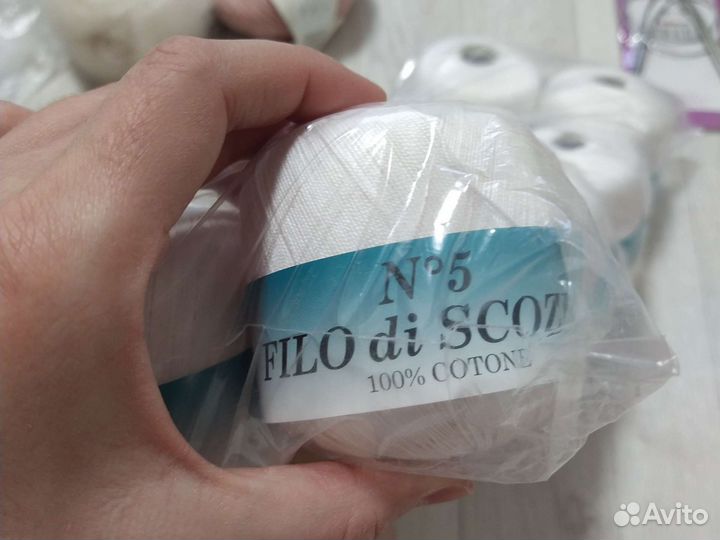 N°5
FILO di SCOZ
100% COTONE
Avito